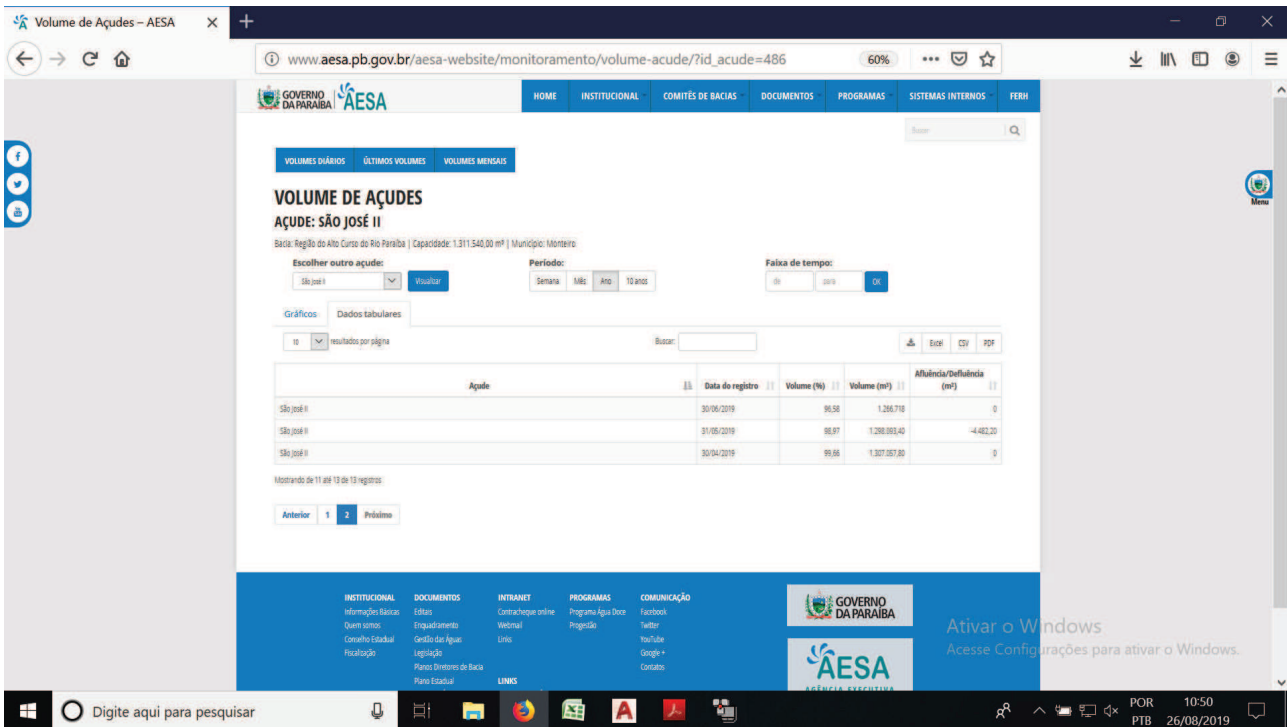 Volume de Açudes – AESA
www.aesa.pb.gov.br/aesa-website/monitoramento/volume-acude/?id_acude=486 60%
GOVERNO DA PARAÍBA AESA
HOME INSTITUCIONAL COMITÊS DE BACIAS DOCUMENTOS PROGRAMAS SISTEMAS INTERNOS FERH
Buscar
VOLUMES DIÁRIOS ÚLTIMOS VOLUMES VOLUMES MENSAIS
Menu
VOLUME DE AÇUDES
AÇUDE: SÃO JOSÉ II
Bacia: Região do Alto Curso do Rio Paraíba | Capacidade: 1.311.540,00 m³ | Município: Monteiro
Escolher outro açude: Período: Faixa de tempo:
São José II Visualizar Semana Mês Ano 10 anos de para OK
Gráficos Dados tabulares
10 resultados por página Buscar: Excel CSV PDF
Açude Data do registro Volume (%) Volume (m³) Afluência/Defluência (m³)
São José II 30/06/2019 96,58 1.266.718 0
São José II 31/05/2019 98,97 1.298.093,40 -4.482,20
São José II 30/04/2019 99,66 1.307.057,80 0
Mostrando de 11 até 13 de 13 registros
Anterior 1 2 Próximo
INSTITUCIONAL DOCUMENTOS INTRANET PROGRAMAS COMUNICAÇÃO
Informações Básicas Editais Contracheque online Programa Água Doce Facebook
Quem somos Enquadramento Webmail Progestão Twitter
Conselho Estadual Gestão das Águas Links YouTube
Fiscalização Legislação Google +
Planos Diretores de Bacia Contatos
Plano Estadual LINKS
GOVERNO DA PARAÍBA
AESA
AGÊNCIA EXECUTIVA
Ativar o Windows
Acesse Configurações para ativar o Windows.
Digite aqui para pesquisar
POR 10:50
PTB 26/08/2019